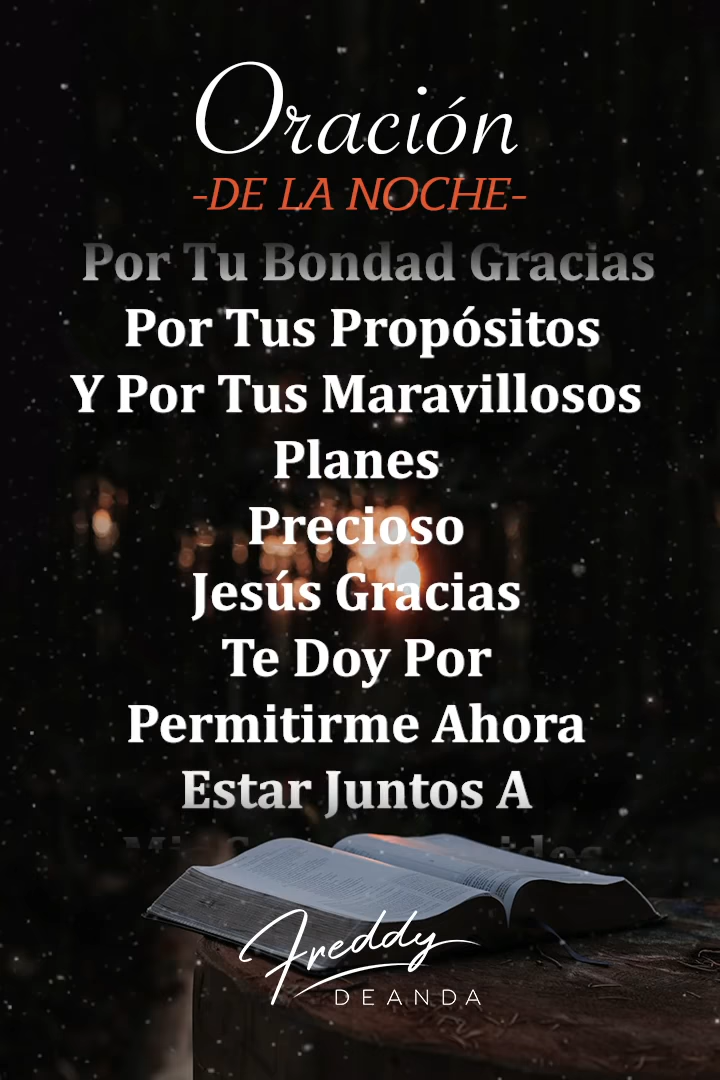 Oración
-DE LA NOCHE-
Por Tu Bondad Gracias
Por Tus Propósitos
Y Por Tus Maravillosos
Planes
Precioso
Jesús Gracias
Te Doy Por
Permitirme Ahora
Estar Juntos A
Freddy
DEANDA